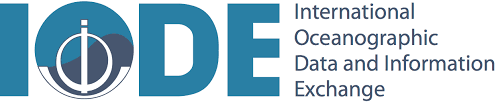 IODE
International
Oceanographic
Data and Information
Exchange